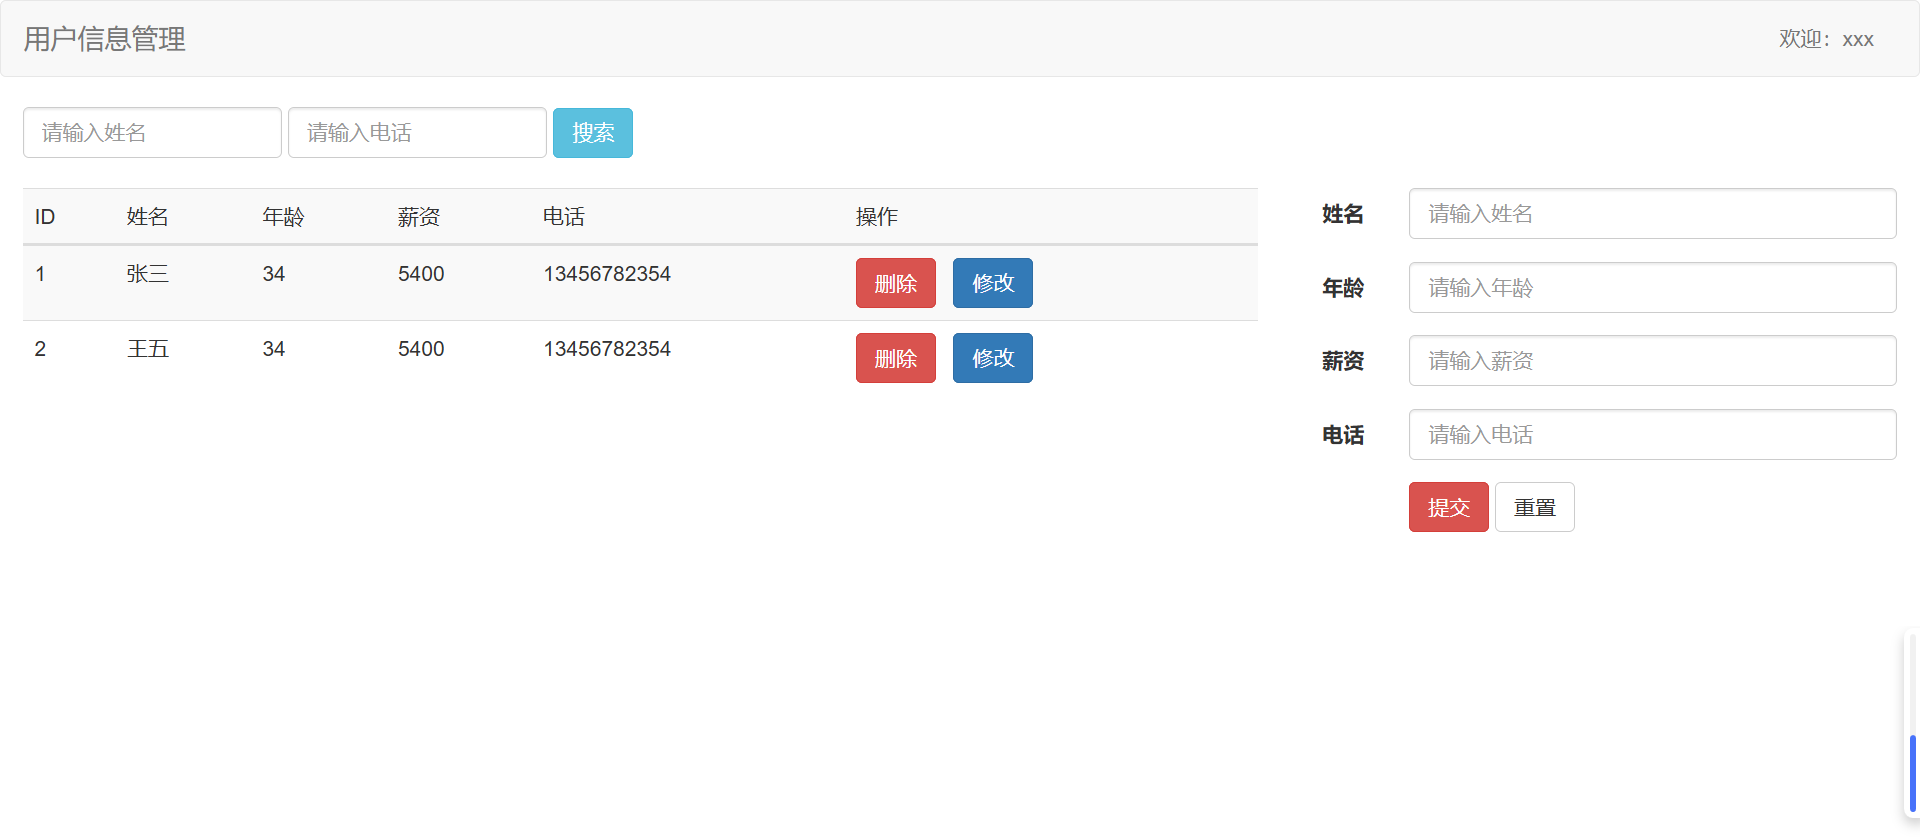 用户信息管理 欢迎：xxx
请输入姓名 请输入电话 搜索
ID 姓名 年龄 薪资 电话 操作
1 张三 34 5400 13456782354 删除 修改
2 王五 34 5400 13456782354 删除 修改
姓名 请输入姓名
年龄 请输入年龄
薪资 请输入薪资
电话 请输入电话
提交 重置